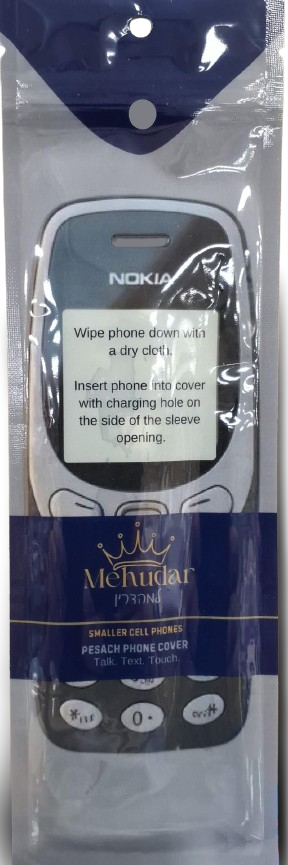 NOKIA
Wipe phone down with
a dry cloth.
Insert phone into cover
with charging hole on
the side of the sleeve
opening.
Mehudar
למהדרין
SMALLER CELL PHONES
PESACH PHONE COVER
Talk. Text. Touch.
*
0
#